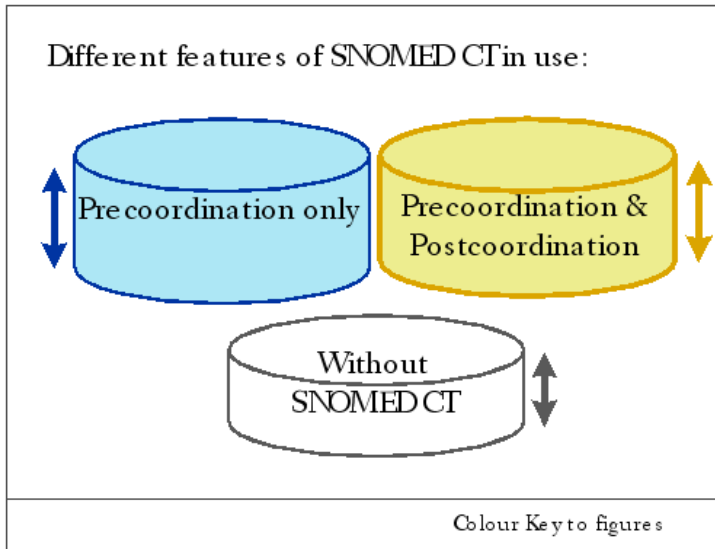 Different features of SNOMED CT in use:
Precoordination only
Precoordination &
Postcoordination
Without
SNOMED CT
Colour Key to figures